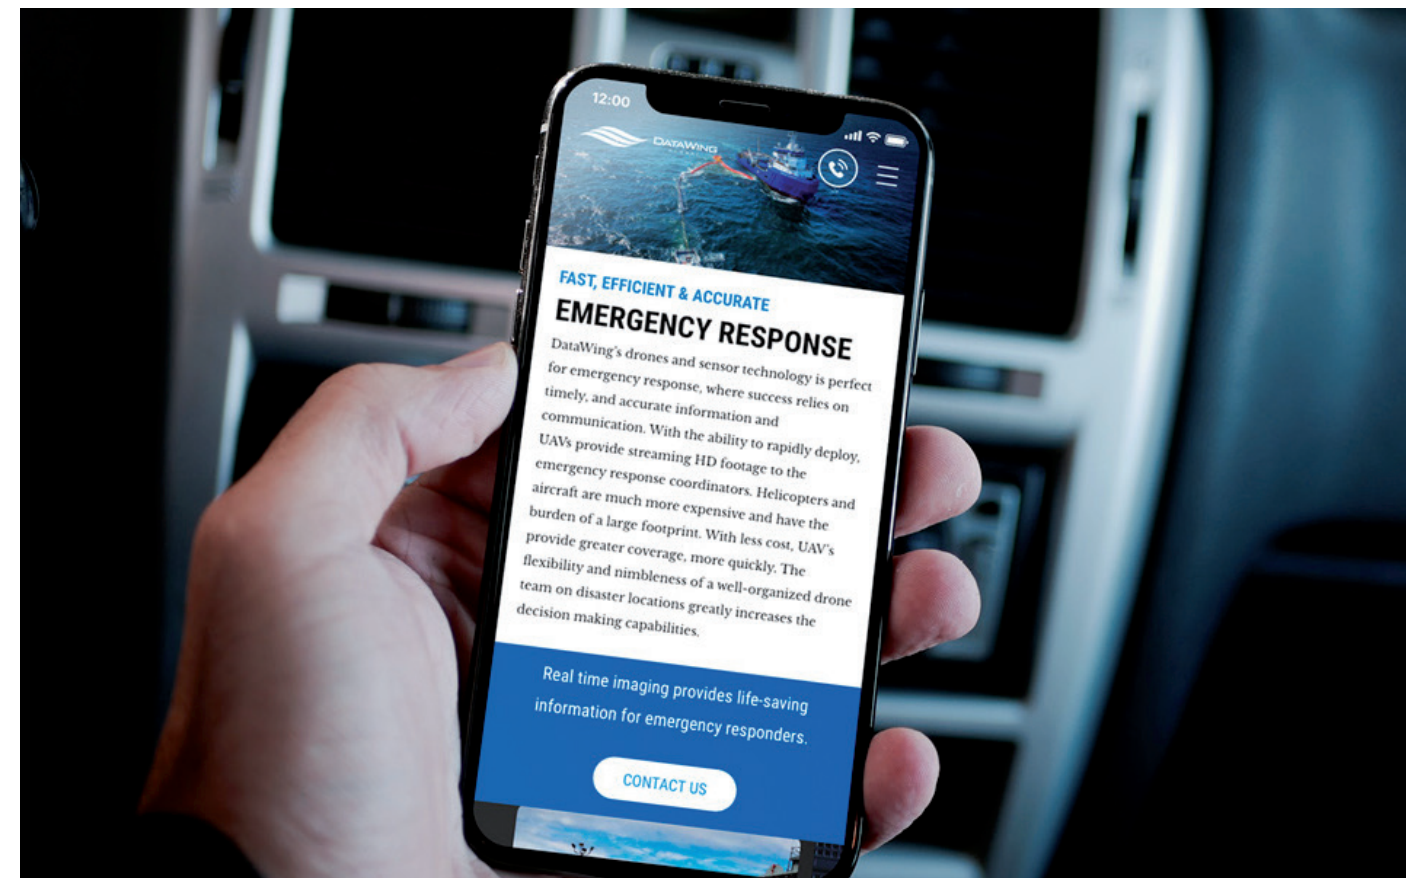 12:00
DATAWING
FAST, EFFICIENT & ACCURATE
EMERGENCY RESPONSE
DataWing's drones and sensor technology is perfect
for emergency response, where success relies on
timely, and accurate information and
communication. With the ability to rapidly deploy,
UAVs provide streaming HD footage to the
emergency response coordinators. Helicopters and
aircraft are much more expensive and have the
burden of a large footprint. With less cost, UAV's
provide greater coverage, more quickly. The
flexibility and nimbleness of a well-organized drone
team on disaster locations greatly increases the
decision making capabilities.
Real time imaging provides life-saving
information for emergency responders.
CONTACT US